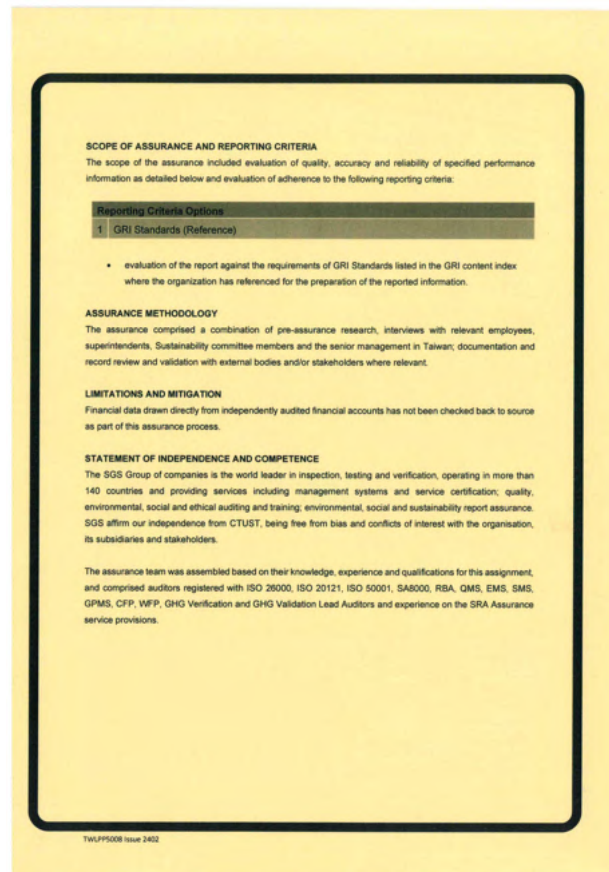 SCOPE OF ASSURANCE AND REPORTING CRITERIA
The scope of the assurance included evaluation of quality, accuracy and reliability of specified performance
information as detailed below and evaluation of adherence to the following reporting criteria:
Reporting Criteria Options
1 GRI Standards (Reference)
• evaluation of the report against the requirements of GRI Standards listed in the GRI content index
where the organization has referenced for the preparation of the reported information.
ASSURANCE METHODOLOGY
The assurance comprised a combination of pre-assurance research, interviews with relevant employees,
superintendents, Sustainability committee members and the senior management in Taiwan; documentation and
record review and validation with external bodies and/or stakeholders where relevant.
LIMITATIONS AND MITIGATION
Financial data drawn directly from independently audited financial accounts has not been checked back to source
as part of this assurance process.
STATEMENT OF INDEPENDENCE AND COMPETENCE
The SGS Group of companies is the world leader in inspection, testing and verification, operating in more than
140 countries and providing services including management systems and service certification; quality,
environmental, social and ethical auditing and training; environmental, social and sustainability report assurance.
SGS affirm our independence from CTUST, being free from bias and conflicts of interest with the organisation,
its subsidiaries and stakeholders.
The assurance team was assembled based on their knowledge, experience and qualifications for this assignment,
and comprised auditors registered with ISO 26000, ISO 20121, ISO 50001, SA8000, RBA, QMS, EMS, SMS,
GPMS, CFP, WFP, GHG Verification and GHG Validation Lead Auditors and experience on the SRA Assurance
service provisions.
TWLFP5008 Issue 2402